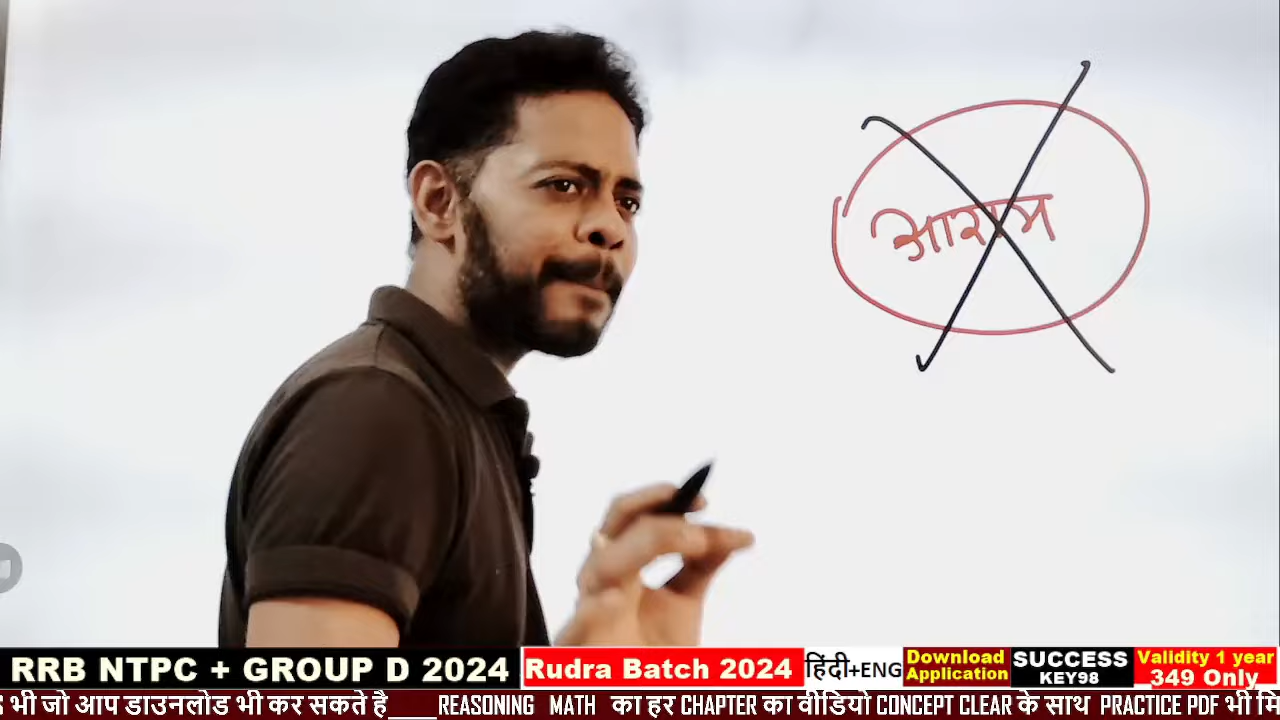 आराम
RRB NTPC + GROUP D 2024
Rudra Batch 2024
हिंदी+ENG
Download
Application
SUCCESS
KEY98
Validity 1 year
349 Only
भी जो आप डाउनलोड भी कर सकते है____REASONING MATH का हर CHAPTER का वीडियो CONCEPT CLEAR के साथ PRACTICE PDF भी